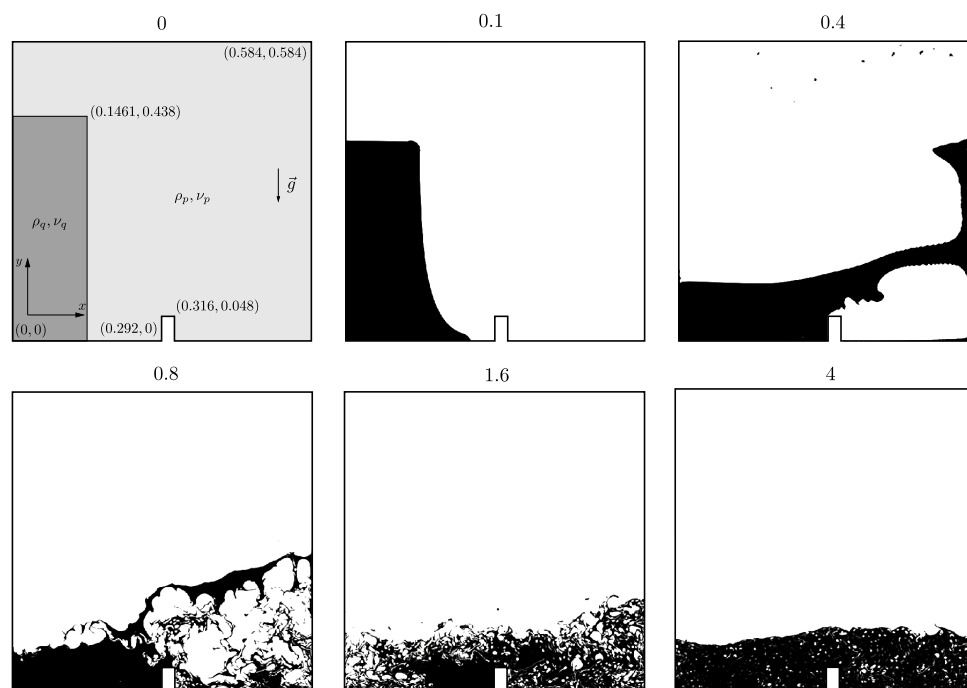 0
0.1
0.4
(0.584, 0.584)
(0.1461, 0.438)
g⃗
ρ_p, ν_p
ρ_q, ν_q
y
x
(0.316, 0.048)
(0, 0)
(0.292, 0)
0.8
1.6
4